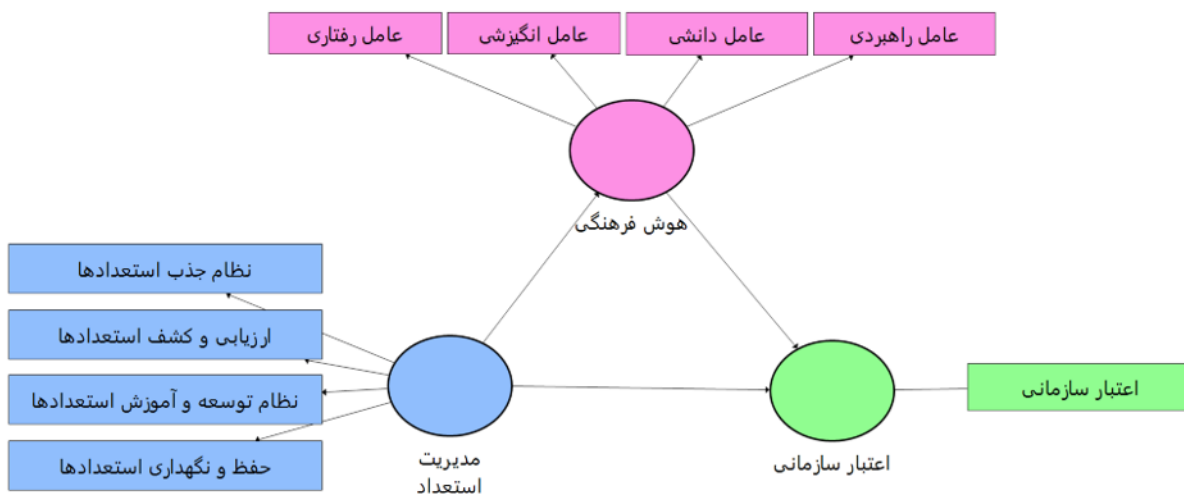 عامل راهبردی
عامل دانشی
عامل انگیزشی
عامل رفتاری
هوش فرهنگی
نظام جذب استعدادها
ارزیابی و کشف استعدادها
نظام توسعه و آموزش استعدادها
حفظ و نگهداری استعدادها
مدیریت
استعداد
اعتبار سازمانی
اعتبار سازمانی